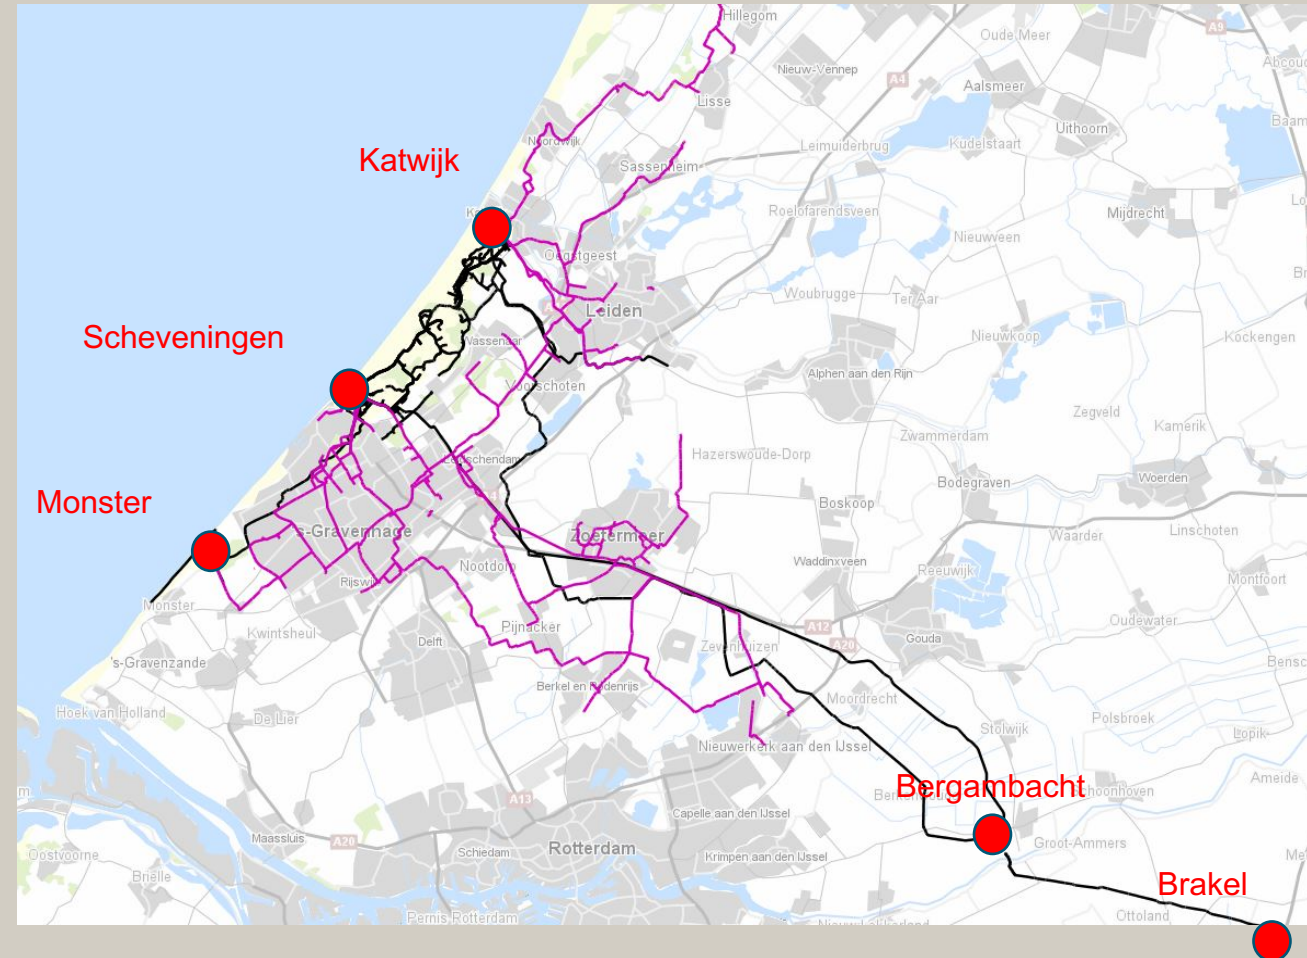 Hillegom
Oude Meer
A9
Nieuw-Vennep
A4
Aalsmeer
Lisse
Uithoorn
Noordwijk
Leimuiderbrug
Kudelstaart
Katwijk
Sassenheim
Roelofarendsveen
Mijdrecht
Nieuwveen
Oegstgeest
Woubrugge
Ter Aar
Leiden
Scheveningen
Wassenaar
Nieuwkoop
Kockengen
Voorschoten
Alphen aan den Rijn
Zegveld
Kamerik
Zwammerdam
Hazerswoude-Dorp
Leidschendam
Bodegraven
Woerden
Monster
Boskoop
's-Gravenhage
Zoetermeer
Waarder
Linschoten
Nootdorp
Waddinxveen
Reeuwijk
Rijswijk
Montfoort
Monster
Oudewater
Kwintsheul
Delft
Pijnacker
A12
A20
Gouda
Zevenhuizen
's-Gravenzande
Berkel en Rodenrijs
Moordrecht
Hoek van Holland
De Lier
Polsbroek
Stolwijk
Lopik
Nieuwerkerk aan den IJssel
Ameide
Bergambacht
Schoonhoven
A13
Capelle aan den IJssel
Maassluis
A20
Rotterdam
Groot-Ammers
Schiedam
Krimpen aan den IJssel
Oostvoorne
Brielle
Brakel
Pernis
Rotterdam
Ottoland